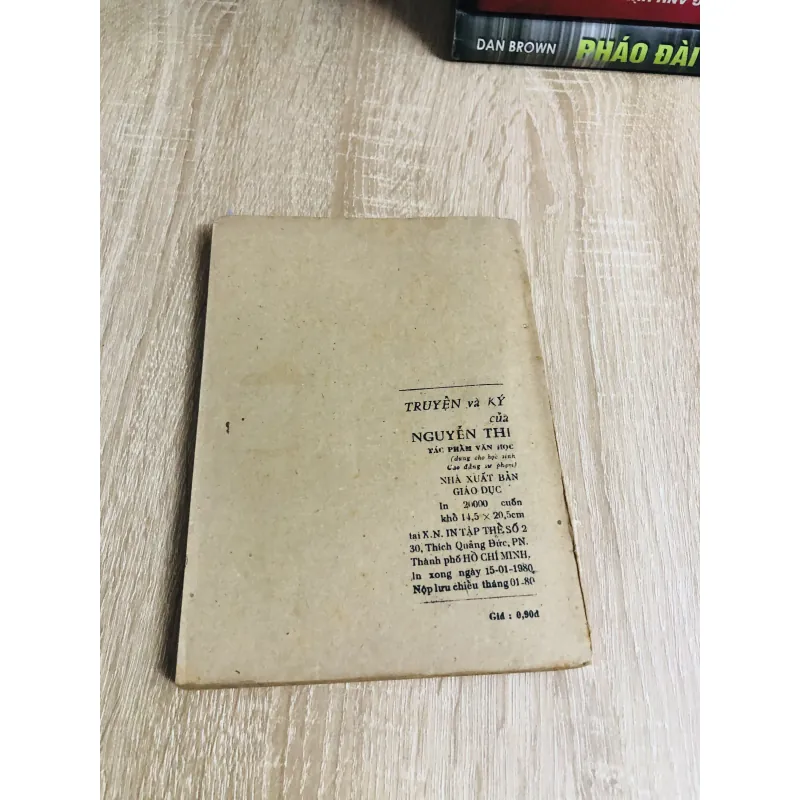 DAN BROWN PHÁO ĐÀI
TRUYỆN và KÝ
của
NGUYỄN THI
TÁC PHẨM VĂN HỌC
(dùng cho học sinh
Cao đẳng sư phạm)
NHÀ XUẤT BẢN
GIÁO DỤC
In 20000 cuốn
khổ 14,5 × 20,5cm
tai X.N. IN TẬP THỂ SỐ 2
30, Thích Quảng Đức, PN.
Thành phố HỒ CHÍ MINH,
In xong ngày 15-01-1980
Nộp lưu chiểu tháng 01-80
Giá : 0,90đ